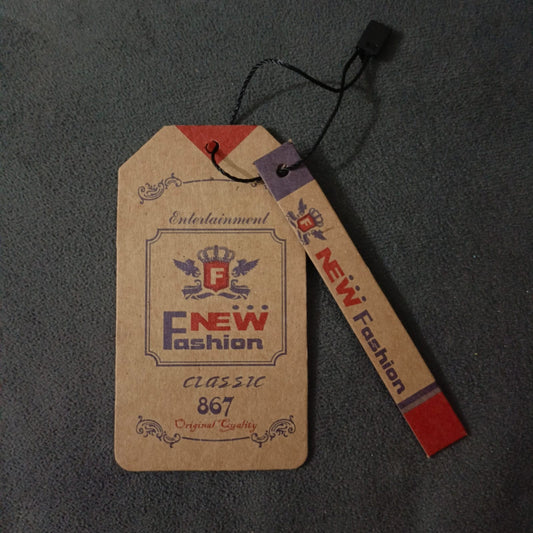 Entertainment
F
NEW
Fashion
CLASSIC
867
Original Quality
F
NEW Fashion